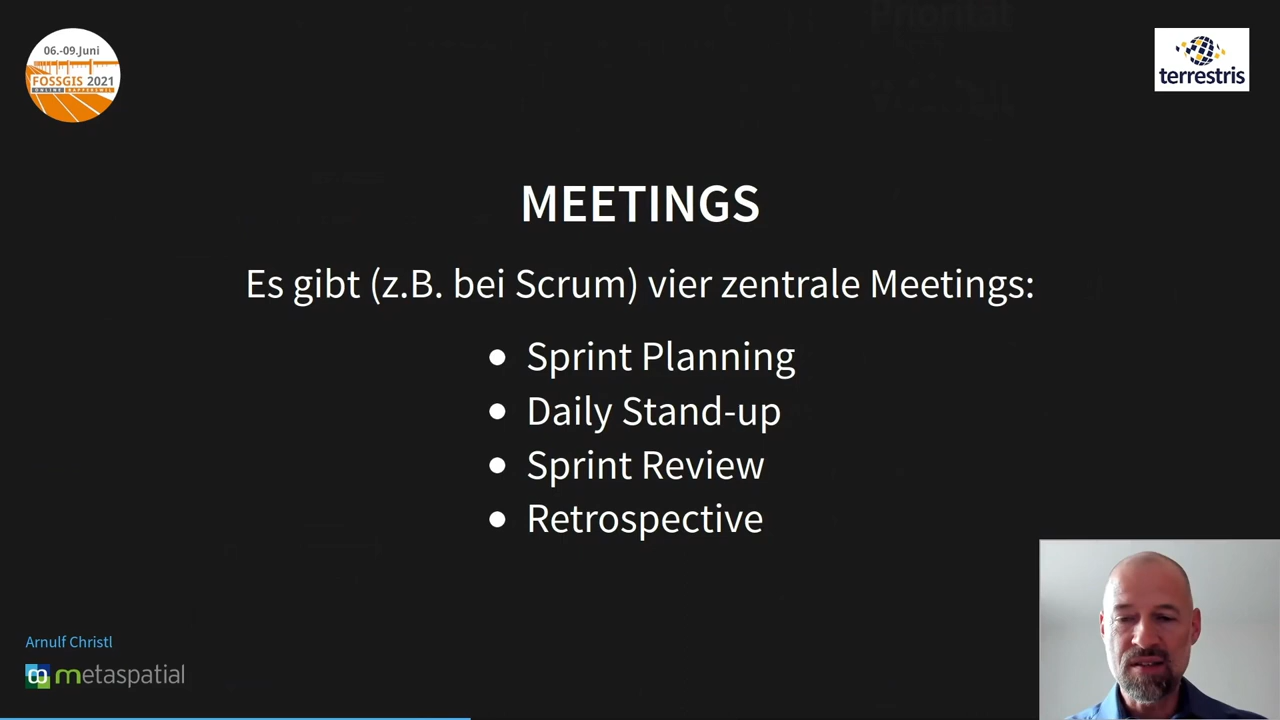 06.-09.Juni
FOSSGIS 2021
terrestris
MEETINGS
Es gibt (z.B. bei Scrum) vier zentrale Meetings:
Sprint Planning
Daily Stand-up
Sprint Review
Retrospective
Arnulf Christl
metaspatial